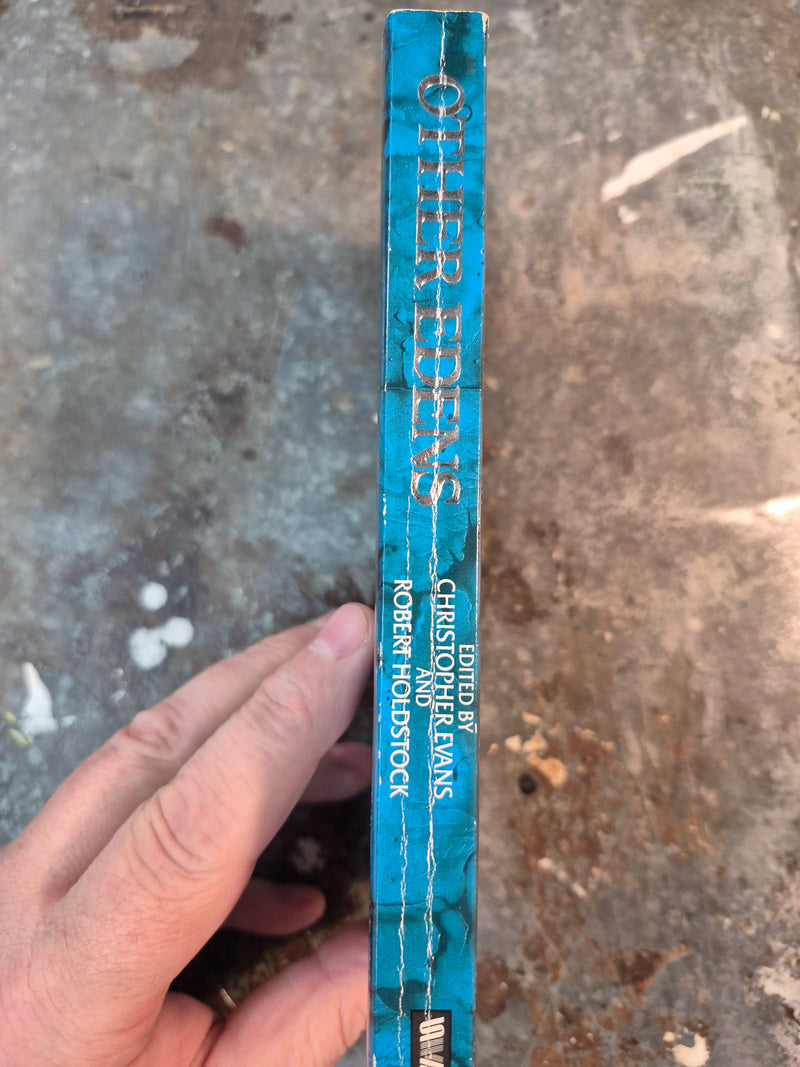 OTHER EDENS
EDITED BY
CHRISTOPHER EVANS
AND
ROBERT HOLDSTOCK